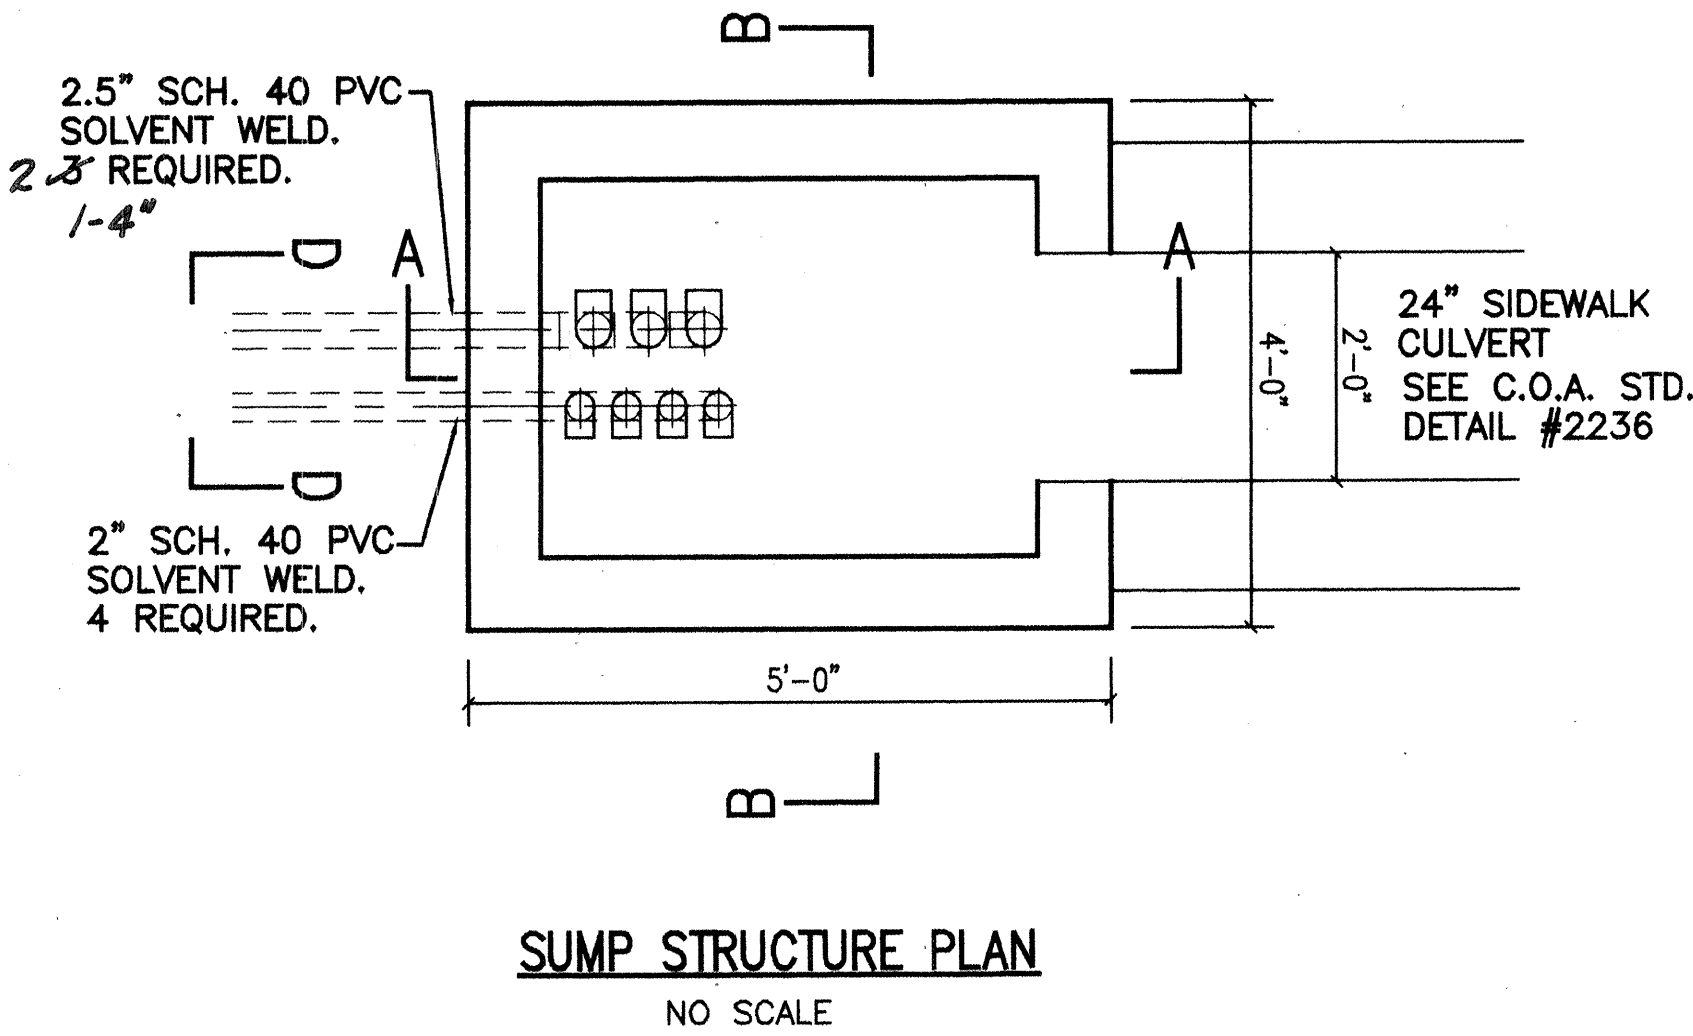 B
2.5" SCH. 40 PVC
SOLVENT WELD.
2 3 REQUIRED.
1-4"
D
A
A
24" SIDEWALK
CULVERT
SEE C.O.A. STD.
DETAIL #2236
4'-0"
2'-0"
D
2" SCH. 40 PVC
SOLVENT WELD.
4 REQUIRED.
5'-0"
B
SUMP STRUCTURE PLAN
NO SCALE